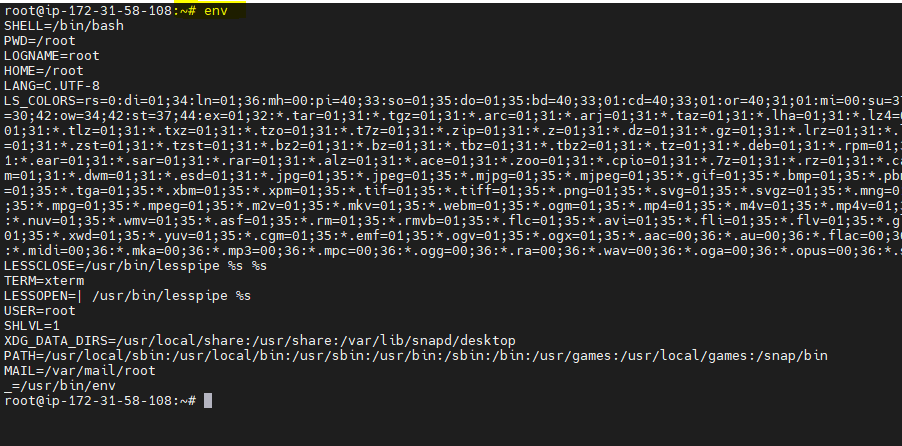 root@ip-172-31-58-108:~# env
SHELL=/bin/bash
PWD=/root
LOGNAME=root
HOME=/root
LANG=C.UTF-8
LS_COLORS=rs=0:di=01;34:ln=01;36:mh=00:pi=40;33:so=01;35:do=01;35:bd=40;33;01:cd=40;33;01:or=40;31;01:mi=00:su=37
=30;42:ow=34;42:st=37;44:ex=01;32:*.tar=01;31:*.tgz=01;31:*.arc=01;31:*.arj=01;31:*.taz=01;31:*.lha=01;31:*.lz4=
01;31:*.tlz=01;31:*.txz=01;31:*.tzo=01;31:*.t7z=01;31:*.zip=01;31:*.z=01;31:*.dz=01;31:*.gz=01;31:*.lrz=01;31:*
=01;31:*.zst=01;31:*.tzst=01;31:*.bz2=01;31:*.bz=01;31:*.tbz=01;31:*.tbz2=01;31:*.tz=01;31:*.deb=01;31:*.rpm=01;
1:*.ear=01;31:*.sar=01;31:*.rar=01;31:*.alz=01;31:*.ace=01;31:*.zoo=01;31:*.cpio=01;31:*.7z=01;31:*.rz=01;31:*.ca
m=01;31:*.dwm=01;31:*.esd=01;31:*.jpg=01;35:*.jpeg=01;35:*.mjpg=01;35:*.mjpeg=01;35:*.gif=01;35:*.bmp=01;35:*.pbm
=01;35:*.tga=01;35:*.xbm=01;35:*.xpm=01;35:*.tif=01;35:*.tiff=01;35:*.png=01;35:*.svg=01;35:*.svgz=01;35:*.mng=0
;35:*.mpg=01;35:*.mpeg=01;35:*.m2v=01;35:*.mkv=01;35:*.webm=01;35:*.ogm=01;35:*.mp4=01;35:*.m4v=01;35:*.mp4v=01;
:*.nuv=01;35:*.wmv=01;35:*.asf=01;35:*.rm=01;35:*.rmvb=01;35:*.flc=01;35:*.avi=01;35:*.fli=01;35:*.flv=01;35:*.g
01;35:*.xwd=01;35:*.yuv=01;35:*.cgm=01;35:*.emf=01;35:*.ogv=01;35:*.ogx=01;35:*.aac=00;36:*.au=00;36:*.flac=00;36
:*.midi=00;36:*.mka=00;36:*.mp3=00;36:*.mpc=00;36:*.ogg=00;36:*.ra=00;36:*.wav=00;36:*.oga=00;36:*.opus=00;36:*.s
LESSCLOSE=/usr/bin/lesspipe %s %s
TERM=xterm
LESSOPEN=| /usr/bin/lesspipe %s
USER=root
SHLVL=1
XDG_DATA_DIRS=/usr/local/share:/usr/share:/var/lib/snapd/desktop
PATH=/usr/local/sbin:/usr/local/bin:/usr/sbin:/usr/bin:/sbin:/bin:/usr/games:/usr/local/games:/snap/bin
MAIL=/var/mail/root
_=/usr/bin/env
root@ip-172-31-58-108:~#